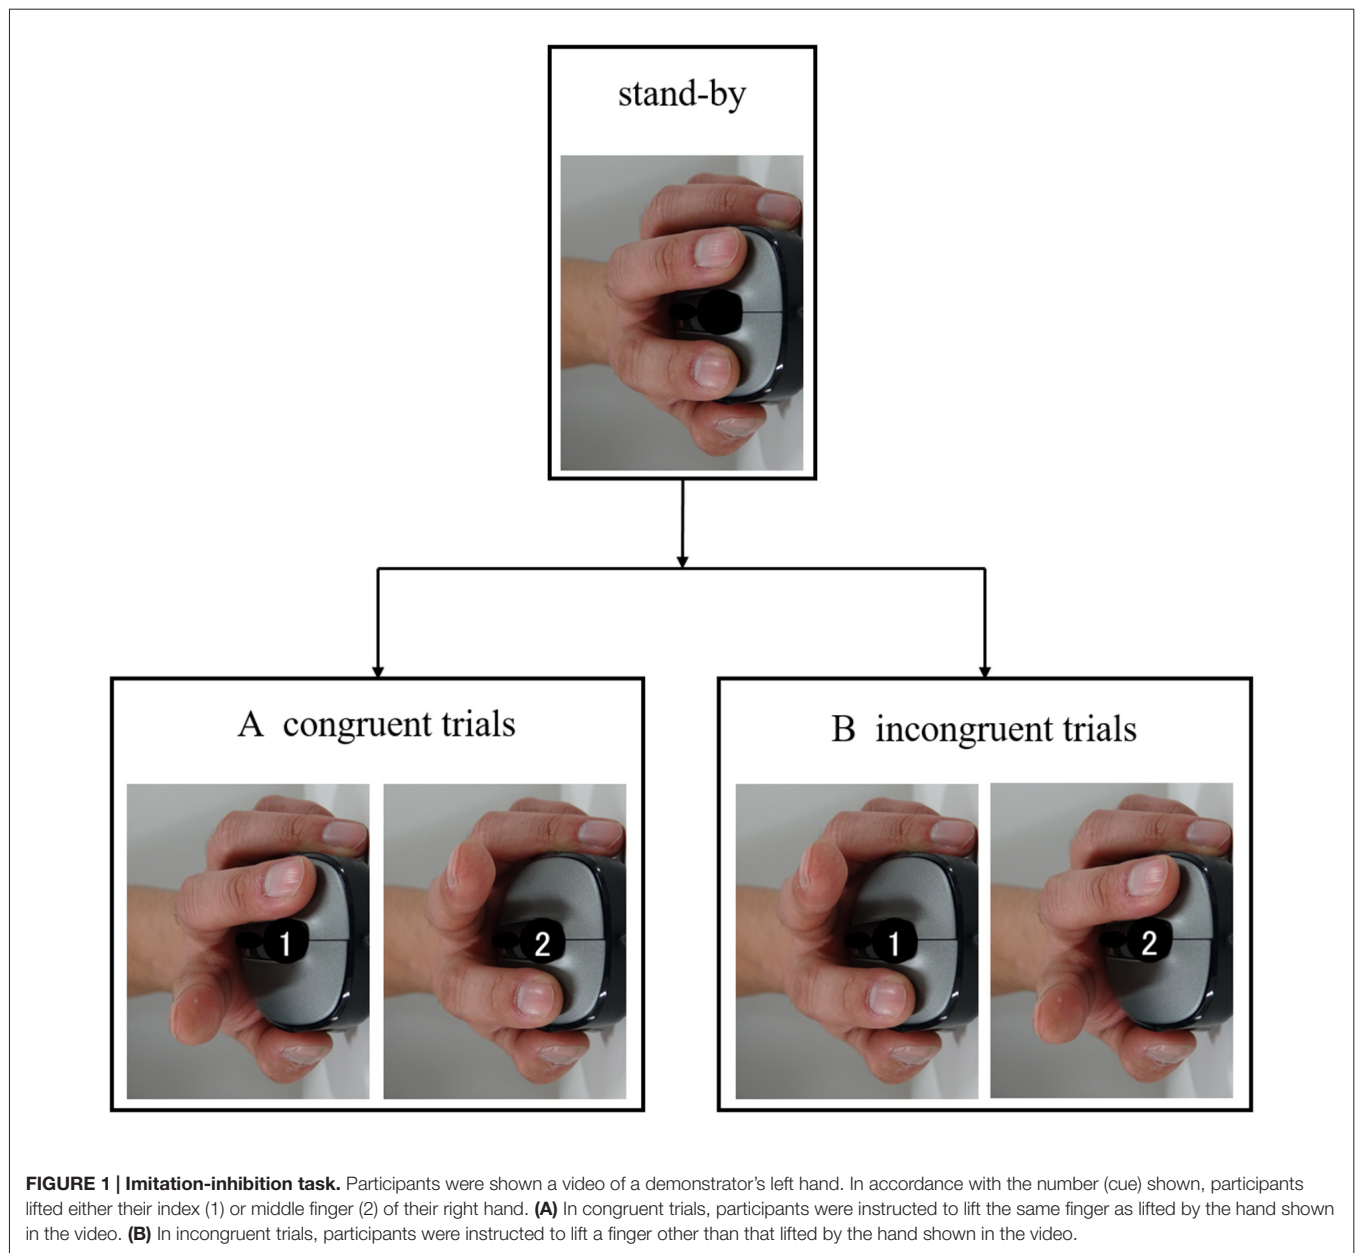 stand-by
A congruent trials
B incongruent trials
1
2
1
2
FIGURE 1 | Imitation-inhibition task. Participants were shown a video of a demonstrator's left hand. In accordance with the number (cue) shown, participants
lifted either their index (1) or middle finger (2) of their right hand. (A) In congruent trials, participants were instructed to lift the same finger as lifted by the hand shown
in the video. (B) In incongruent trials, participants were instructed to lift a finger other than that lifted by the hand shown in the video.